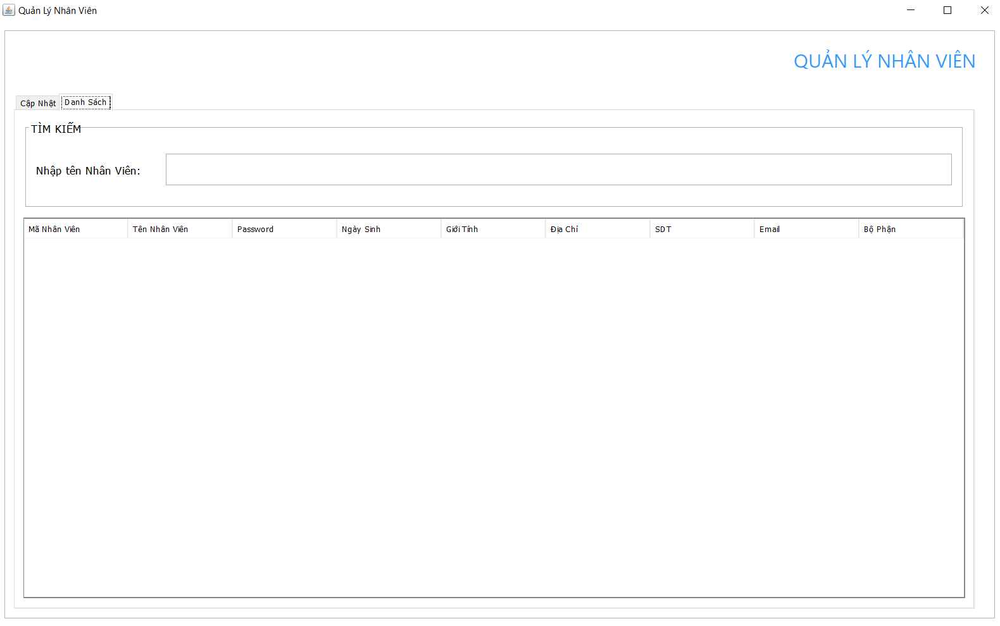 Quản Lý Nhân Viên
QUẢN LÝ NHÂN VIÊN
Cập Nhật Danh Sách
TÌM KIẾM
Nhập tên Nhân Viên:
Mã Nhân Viên Tên Nhân Viên Password Ngày Sinh Giới Tính Địa Chỉ SDT Email Bộ Phận